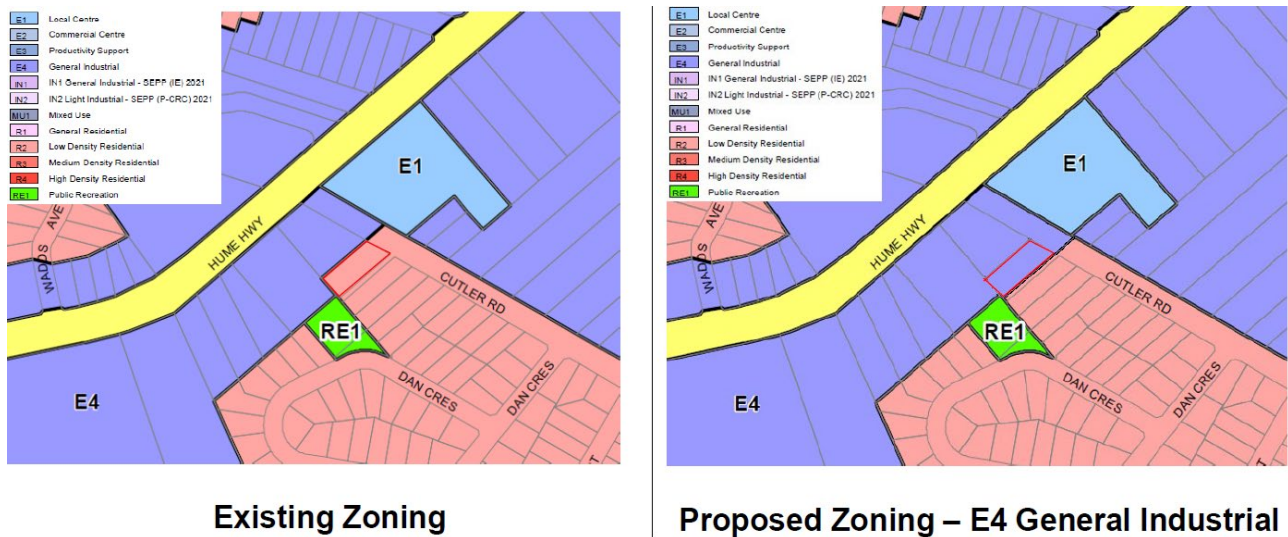 E1 Local Centre
E2 Commercial Centre
E3 Productivity Support
E4 General Industrial
IN1 IN1 General Industrial - SEPP (IE) 2021
IN2 IN2 Light Industrial - SEPP (P-CRC) 2021
MU1 Mixed Use
R1 General Residential
R2 Low Density Residential
R3 Medium Density Residential
R4 High Density Residential
RE1 Public Recreation
E1
HUME HWY
WADDS AVE
CUTLER RD
RE1
DAN CRES
DAN CRES
E4
Existing Zoning
E1 Local Centre
E2 Commercial Centre
E3 Productivity Support
E4 General Industrial
IN1 IN1 General Industrial - SEPP (IE) 2021
IN2 IN2 Light Industrial - SEPP (P-CRC) 2021
MU1 Mixed Use
R1 General Residential
R2 Low Density Residential
R3 Medium Density Residential
R4 High Density Residential
RE1 Public Recreation
E1
HUME HWY
WADDS AVE
CUTLER RD
RE1
DAN CRES
DAN CRES
E4
Proposed Zoning – E4 General Industrial